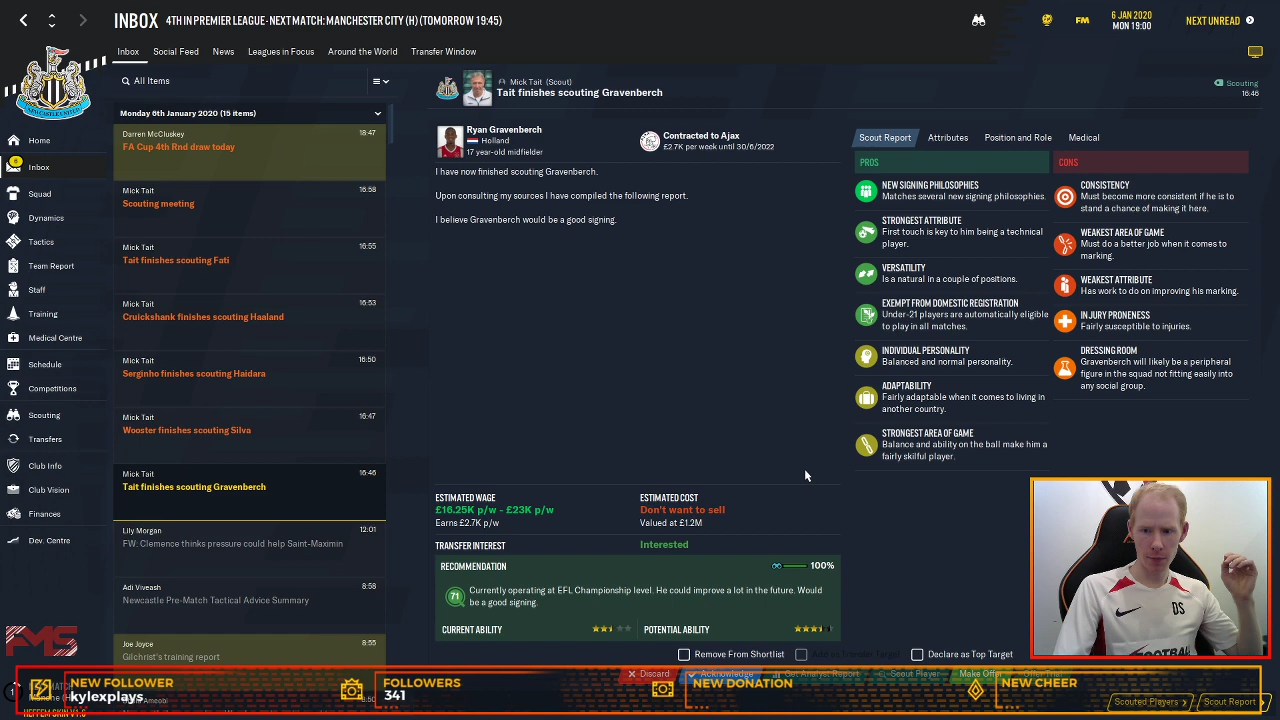 INBOX
4TH IN PREMIER LEAGUE - NEXT MATCH: MANCHESTER CITY (H) (TOMORROW 19:45)
FM
6 JAN 2020
MON 19:00
NEXT UNREAD
Inbox
Social Feed
Leagues in Focus
Around the World
Transfer Window
Home
6
Inbox
Squad
Dynamics
Tactics
Team Report
Staff
Training
Medical Centre
Schedule
Competitions
Scouting
Transfers
Club Info
Club Vision
Finances
Dev. Centre
All Items
Monday 6th January 2020 (15 items)
Darren McCluskey 18:47
FA Cup 4th Rnd draw today
Mick Tait 16:58
Scouting meeting
Mick Tait 16:55
Tait finishes scouting Fati
Mick Tait 16:53
Cruickshank finishes scouting Haaland
Mick Tait 16:50
Serginho finishes scouting Haidara
Mick Tait 16:47
Wooster finishes scouting Silva
Mick Tait 16:46
Tait finishes scouting Gravenberch
Lily Morgan 12:01
FW: Clemence thinks pressure could help Saint-Maximin
Adi Viveash 8:58
Newcastle Pre-Match Tactical Advice Summary
Joe Joyce 8:55
Gilchrist's training report
Mick Tait (Scout)
Tait finishes scouting Gravenberch
Scouting
16:46
Ryan Gravenberch
Holland
17 year-old midfielder
Contracted to Ajax
£2.7K per week until 30/6/2022
I have now finished scouting Gravenberch.
Upon consulting my sources I have compiled the following report.
I believe Gravenberch would be a good signing.
ESTIMATED WAGE
£16.25K p/w - £23K p/w
Earns £2.7K p/w
ESTIMATED COST
Don't want to sell
Valued at £1.2M
TRANSFER INTEREST
Interested
RECOMMENDATION
100%
71
Currently operating at EFL Championship level. He could improve a lot in the future. Would
be a good signing.
CURRENT ABILITY
POTENTIAL ABILITY
Scout Report
Attributes
Position and Role
Medical
PROS
NEW SIGNING PHILOSOPHIES
Matches several new signing philosophies.
STRONGEST ATTRIBUTE
First touch is key to him being a technical
player.
VERSATILITY
Is a natural in a couple of positions.
EXEMPT FROM DOMESTIC REGISTRATION
Under-21 players are automatically eligible
to play in all matches.
INDIVIDUAL PERSONALITY
Balanced and normal personality.
ADAPTABILITY
Fairly adaptable when it comes to living in
another country.
STRONGEST AREA OF GAME
Balance and ability on the ball make him a
fairly skilful player.
CONS
CONSISTENCY
Must become more consistent if he is to
stand a chance of making it here.
WEAKEST AREA OF GAME
Must do a better job when it comes to
marking.
WEAKEST ATTRIBUTE
Has work to do on improving his marking.
INJURY PRONENESS
Fairly susceptible to injuries.
DRESSING ROOM
Gravenberch will likely be a peripheral
figure in the squad not fitting easily into
any social group.
Remove From Shortlist
Add as Transfer Target
Declare as Top Target
Discard
Acknowledge
Get Analyst Report
Scout Player
Make Offer
Offer Trial
Scouted Players
Scout Report
FMS
NEW FOLLOWER
kylexplays
FOLLOWERS
341
NEW DONATION
NEW CHEER
DS